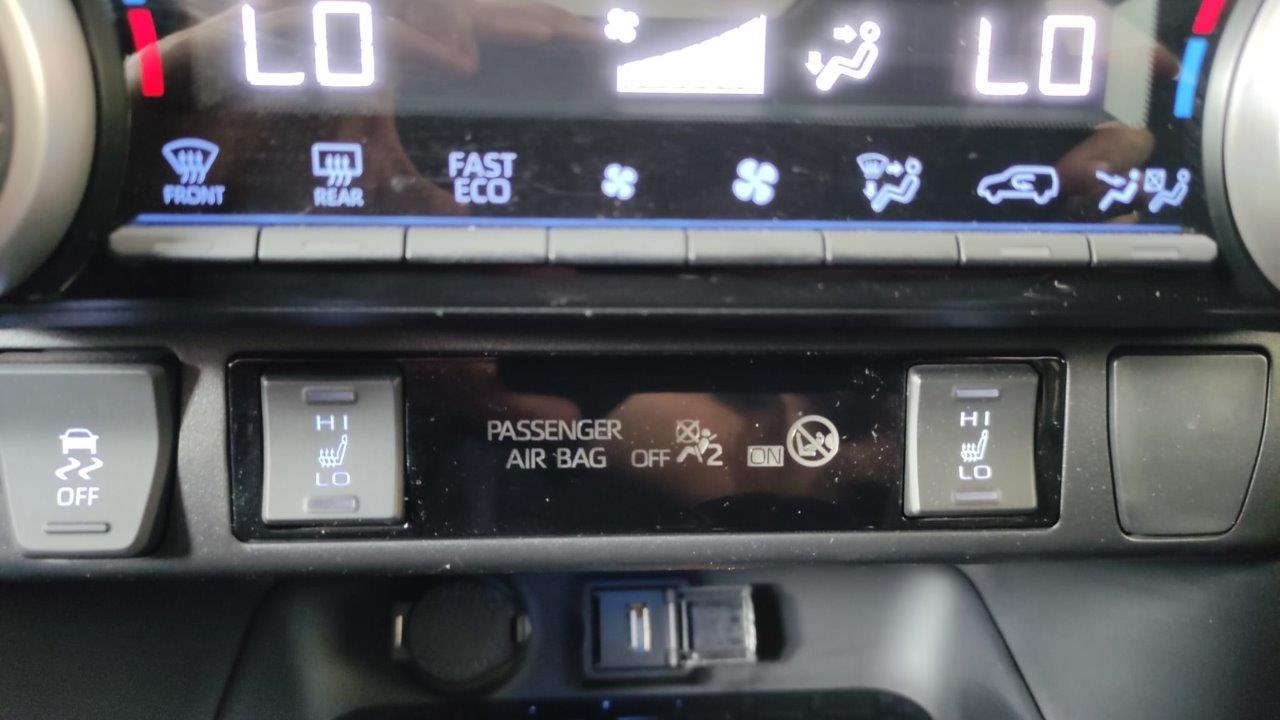 LO LO
FRONT REAR FAST
ECO
OFF
HI
LO
PASSENGER
AIR BAG OFF 2 ON
HI
LO